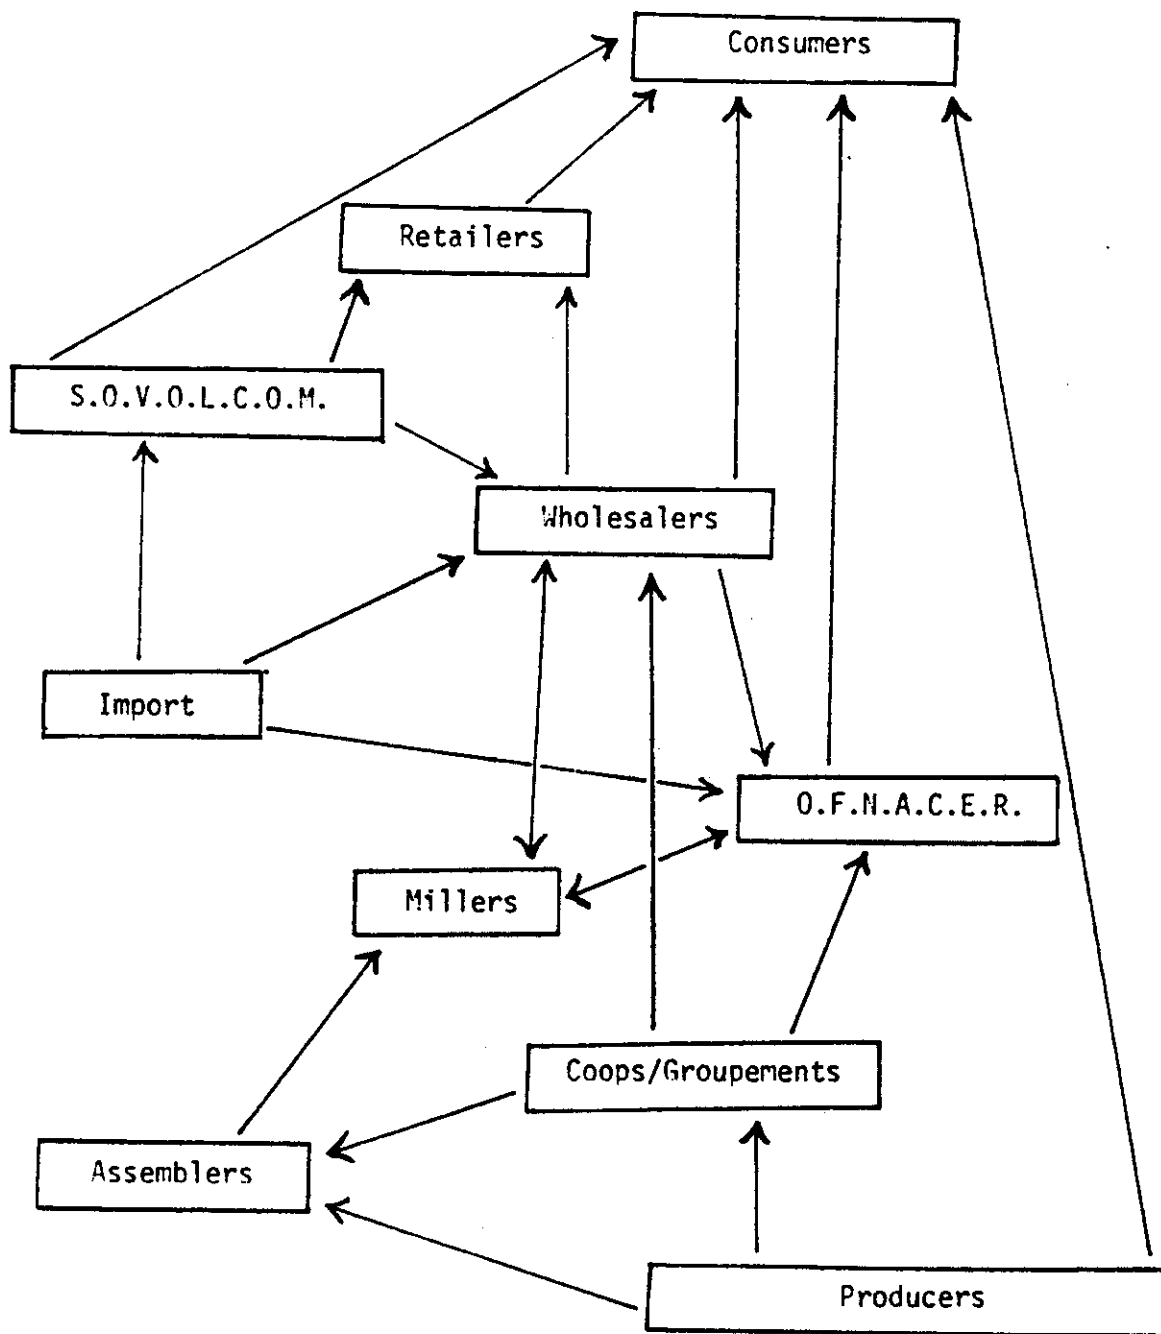 Consumers
Retailers
S.O.V.O.L.C.O.M.
Wholesalers
Import
O.F.N.A.C.E.R.
Millers
Coops/Groupements
Assemblers
Producers